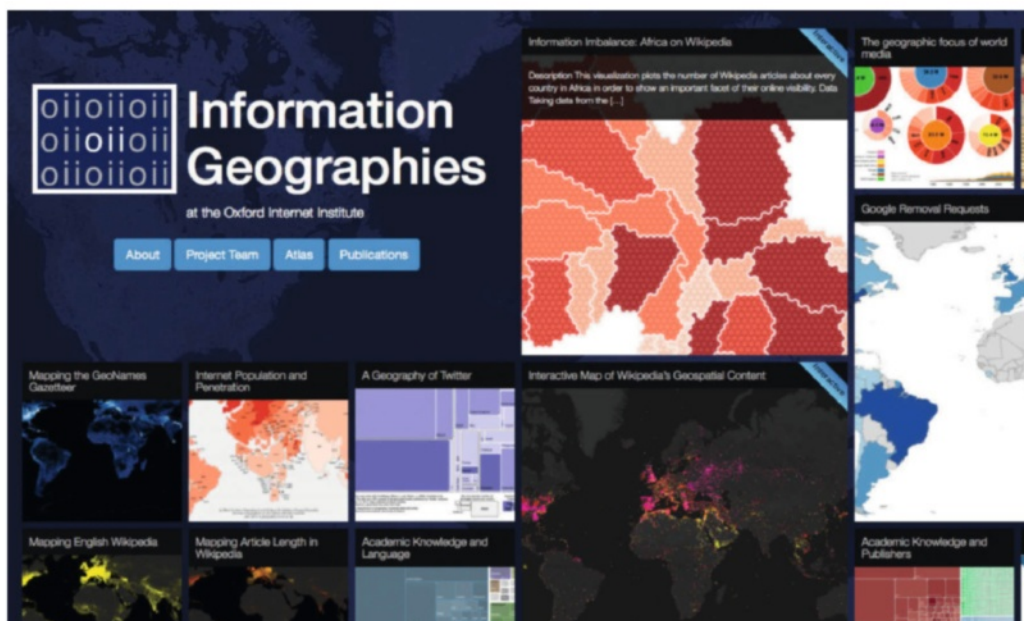 oiioiioii
oiioiioii
oiioiioii
Information
Geographies
at the Oxford Internet Institute
About
Project Team
Atlas
Publications
Information Imbalance: Africa on Wikipedia
Interactive
Description This visualization plots the number of Wikipedia articles about every
country in Africa in order to show an important facet of their online visibility. Data
Taking data from the [...]
The geographic focus of world
media
Google Removal Requests
Mapping the GeoNames
Gazetteer
Internet Population and
Penetration
A Geography of Twitter
Interactive Map of Wikipedia's Geospatial Content
Interactive
Mapping English Wikipedia
Mapping Article Length in
Wikipedia
Academic Knowledge and
Language
Academic Knowledge and
Publishers